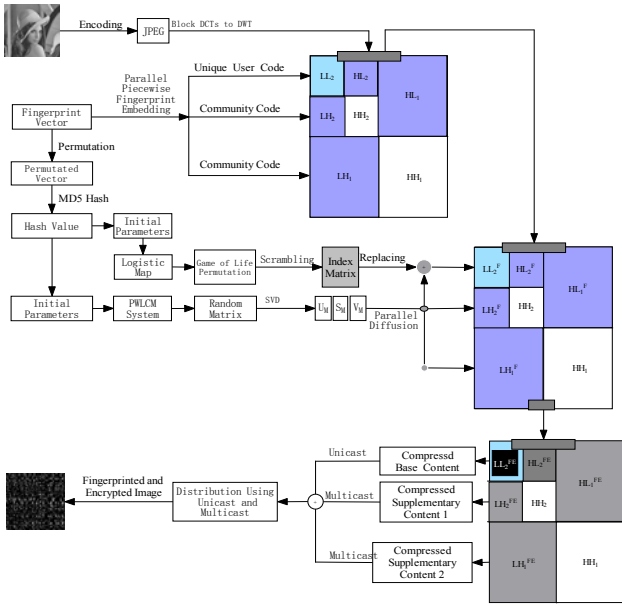 Encoding
JPEG
Block DCTs to DWT
Unique User Code
LL2
HL2
HL1
Parallel
Piecewise
Fingerprint
Embedding
Fingerprint
Vector
Community Code
LH2
HH2
Permutation
Permutated
Vector
Community Code
LH1
HH1
MD5 Hash
Hash Value
Initial
Parameters
Logistic
Map
Game of Life
Permutation
Scrambling
Index
Matrix
Replacing
LL2F
HL2F
HL1F
Initial
Parameters
PWLCM
System
Random
Matrix
SVD
UM
SM
VM
Parallel
Diffusion
LH2F
HH2
LH1F
HH1
Unicast
Compressd
Base Content
LL2FE
HL2FE
HL1FE
Fingerprinted and
Encrypted Image
Distribution Using
Unicast and
Multicast
Multicast
Compressed
Supplementary
Content 1
LH2FE
HH2
Multicast
Compressed
Supplementary
Content 2
LH1FE
HH1